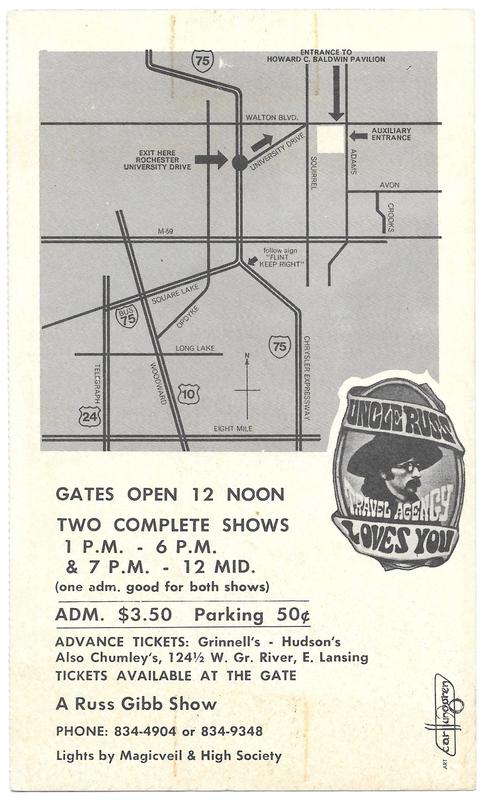 75
ENTRANCE TO
HOWARD C. BALDWIN PAVILION
WALTON BLVD.
AUXILIARY
ENTRANCE
EXIT HERE
ROCHESTER
UNIVERSITY DRIVE
UNIVERSITY DRIVE
SQUIRREL
ADAMS
AVON
CROOKS
M-59
follow sign
"FLINT
KEEP RIGHT"
SQUARE LAKE
BUS
75
OPDYKE
75
LONG LAKE
CHRYSLER EXPRESSWAY
N
TELEGRAPH
WOODWARD
10
24
EIGHT MILE
UNCLE RUSS
TRAVEL AGENCY
LOVES YOU
GATES OPEN 12 NOON
TWO COMPLETE SHOWS
1 P.M. - 6 P.M.
& 7 P.M. - 12 MID.
(one adm. good for both shows)
ADM. $3.50 Parking 50¢
ADVANCE TICKETS: Grinnell's - Hudson's
Also Chumley's, 124½ W. Gr. River, E. Lansing
TICKETS AVAILABLE AT THE GATE
A Russ Gibb Show
PHONE: 834-4904 or 834-9348
Lights by Magicveil & High Society
ART
carl lundgren